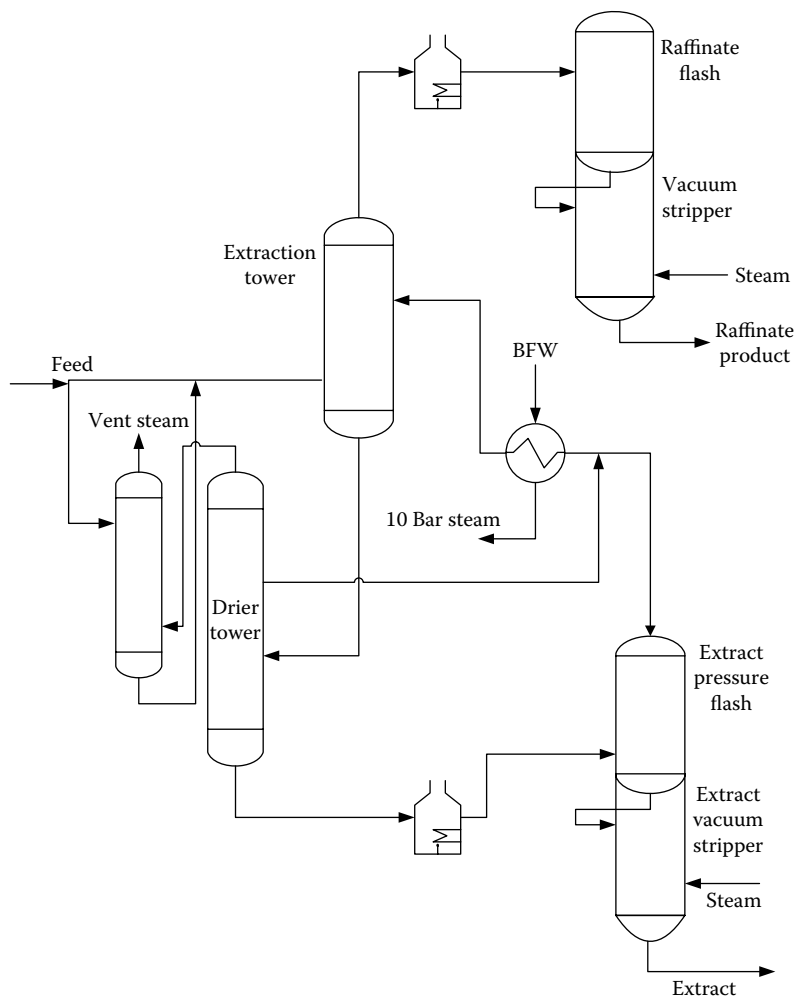 Raffinate
flash
Vacuum
stripper
Extraction
tower
Steam
Raffinate
product
BFW
Feed
Vent steam
10 Bar steam
Drier
tower
Extract
pressure
flash
Extract
vacuum
stripper
Steam
Extract